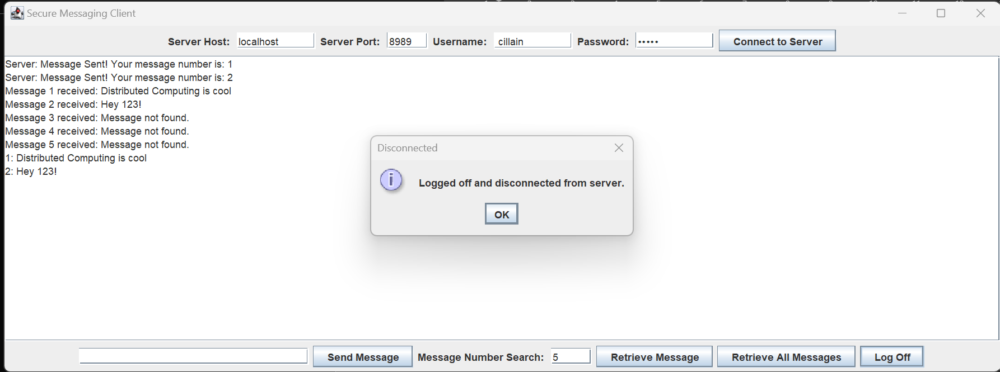 Secure Messaging Client
Server Host: localhost Server Port: 8989 Username: cillain Password: ••••• Connect to Server
Server: Message Sent! Your message number is: 1
Server: Message Sent! Your message number is: 2
Message 1 received: Distributed Computing is cool
Message 2 received: Hey 123!
Message 3 received: Message not found.
Message 4 received: Message not found.
Message 5 received: Message not found.
1: Distributed Computing is cool
2: Hey 123!
Disconnected
Logged off and disconnected from server.
OK
Send Message Message Number Search: 5 Retrieve Message Retrieve All Messages Log Off